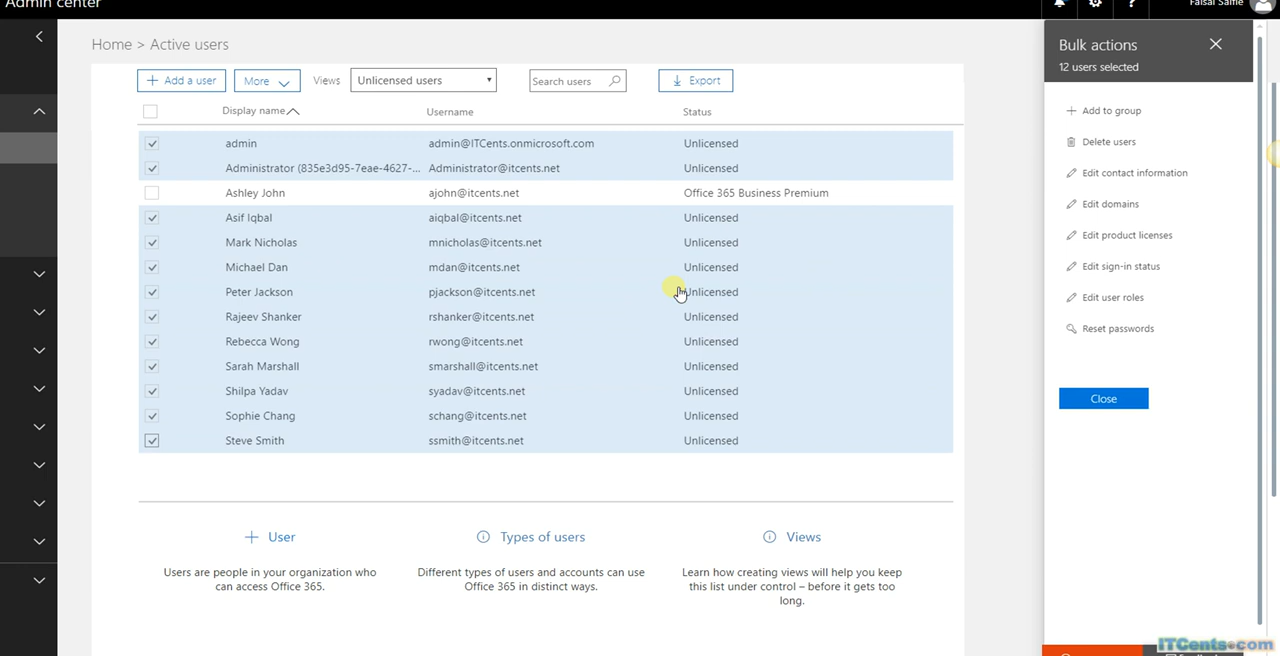 Admin center
Faisal Saifie
Home > Active users
+ Add a user More Views Unlicensed users Search users Export
Display name Username Status
admin admin@ITCents.onmicrosoft.com Unlicensed
Administrator (835e3d95-7eae-4627-... Administrator@itcents.net Unlicensed
Ashley John ajohn@itcents.net Office 365 Business Premium
Asif Iqbal aiqbal@itcents.net Unlicensed
Mark Nicholas mnicholas@itcents.net Unlicensed
Michael Dan mdan@itcents.net Unlicensed
Peter Jackson pjackson@itcents.net Unlicensed
Rajeev Shanker rshanker@itcents.net Unlicensed
Rebecca Wong rwong@itcents.net Unlicensed
Sarah Marshall smarshall@itcents.net Unlicensed
Shilpa Yadav syadav@itcents.net Unlicensed
Sophie Chang schang@itcents.net Unlicensed
Steve Smith ssmith@itcents.net Unlicensed
+ User
Users are people in your organization who
can access Office 365.
Types of users
Different types of users and accounts can use
Office 365 in distinct ways.
Views
Learn how creating views will help you keep
this list under control – before it gets too
long.
Bulk actions
12 users selected
+ Add to group
Delete users
Edit contact information
Edit domains
Edit product licenses
Edit sign-in status
Edit user roles
Reset passwords
Close
ITCents.com